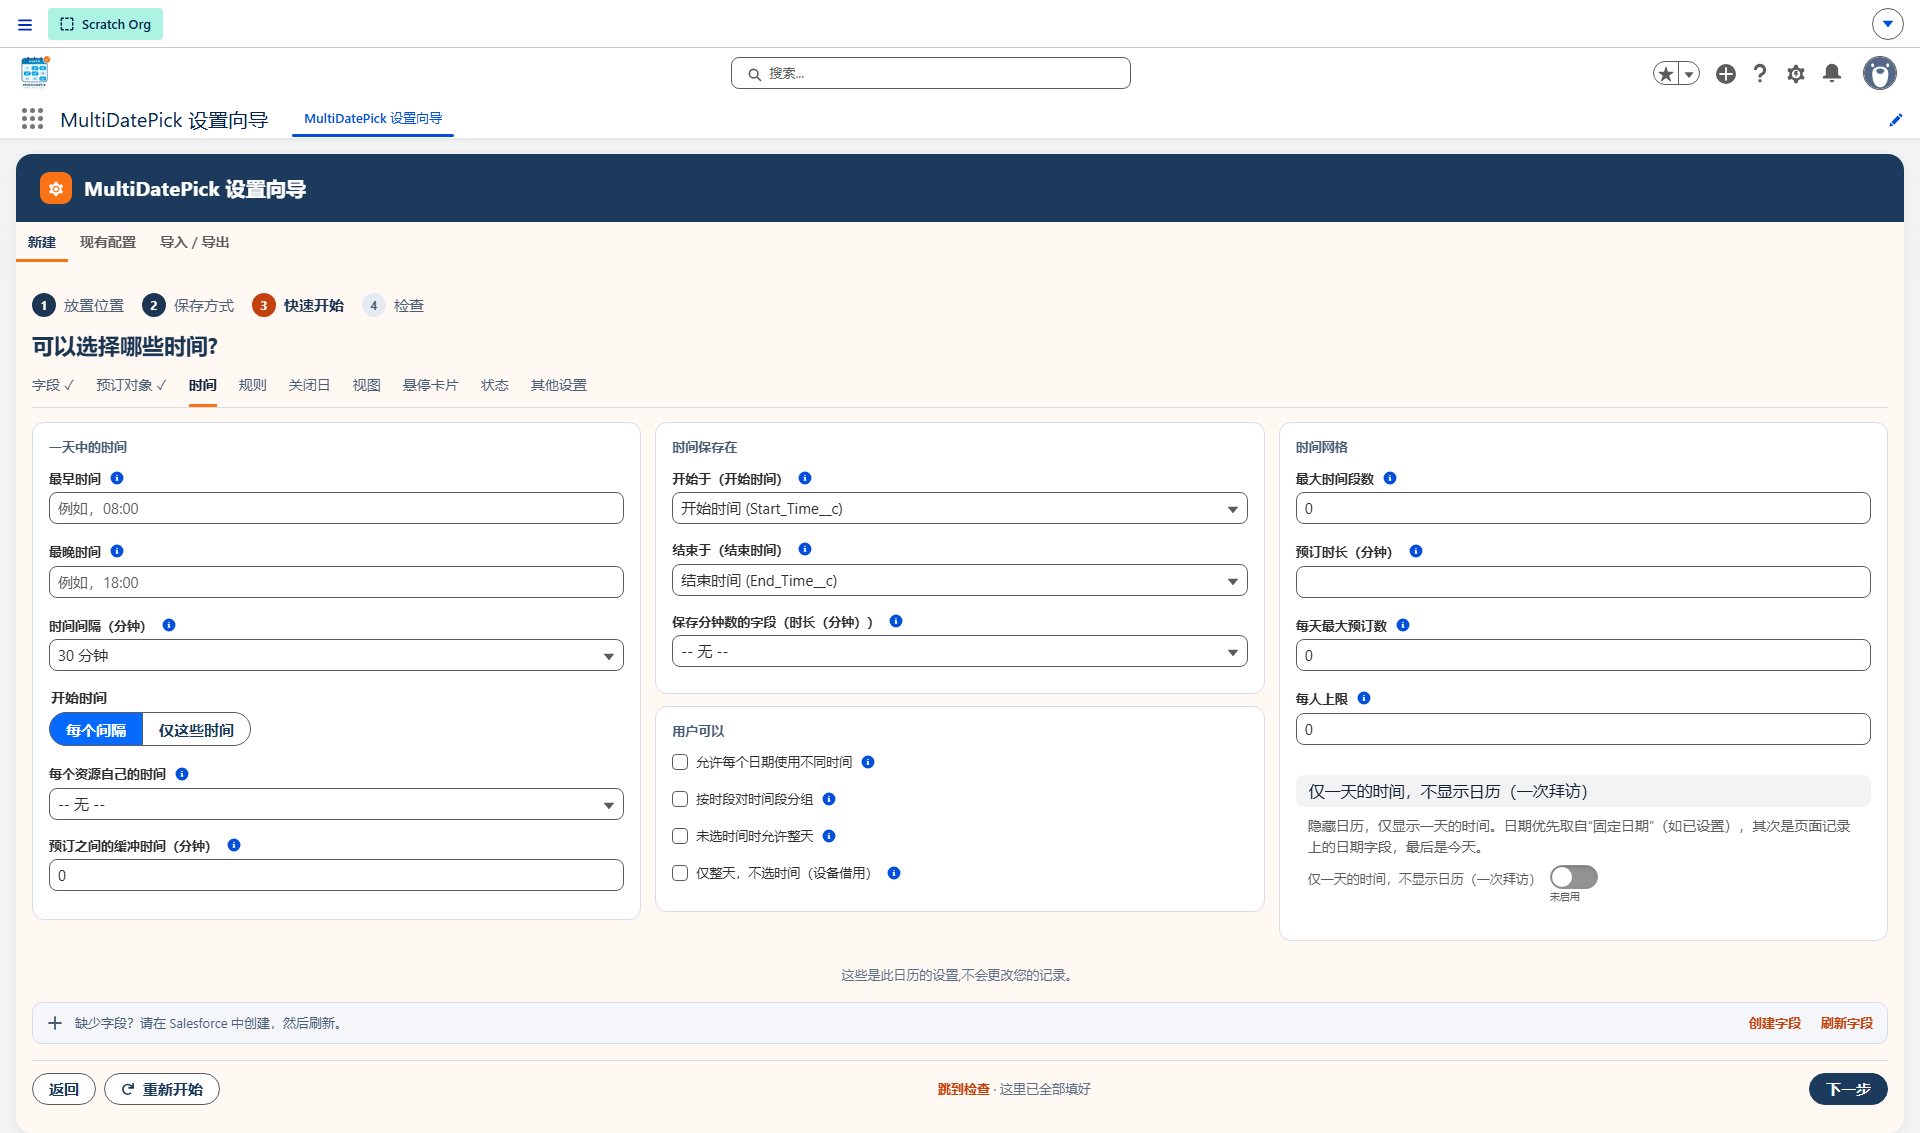 Scratch Org
搜索...
MultiDatePick 设置向导
MultiDatePick 设置向导
MultiDatePick 设置向导
新建
现有配置
导入 / 导出
1 放置位置
2 保存方式
3 快速开始
4 检查
可以选择哪些时间?
字段 ✓
预订对象 ✓
时间
规则
关闭日
视图
悬停卡片
状态
其他设置
一天中的时间
最早时间
例如，08:00
最晚时间
例如，18:00
时间间隔（分钟）
30 分钟
开始时间
每个间隔
仅这些时间
每个资源自己的时间
-- 无 --
预订之间的缓冲时间（分钟）
0
时间保存在
开始于（开始时间）
开始时间 (Start_Time__c)
结束于（结束时间）
结束时间 (End_Time__c)
保存分钟数的字段（时长（分钟））
-- 无 --
用户可以
允许每个日期使用不同时间
按时段对时间段分组
未选时间时允许整天
仅整天，不选时间（设备借用）
时间网格
最大时间段数
0
预订时长（分钟）
每天最大预订数
0
每人上限
0
仅一天的时间，不显示日历（一次拜访）
隐藏日历，仅显示一天的时间。日期优先取自“固定日期”（如已设置），其次是页面记录
上的日期字段，最后是今天。
仅一天的时间，不显示日历（一次拜访）
未启用
这些是此日历的设置,不会更改您的记录。
缺少字段？请在 Salesforce 中创建，然后刷新。
创建字段
刷新字段
返回
重新开始
跳到检查 · 这里已全部填好
下一步